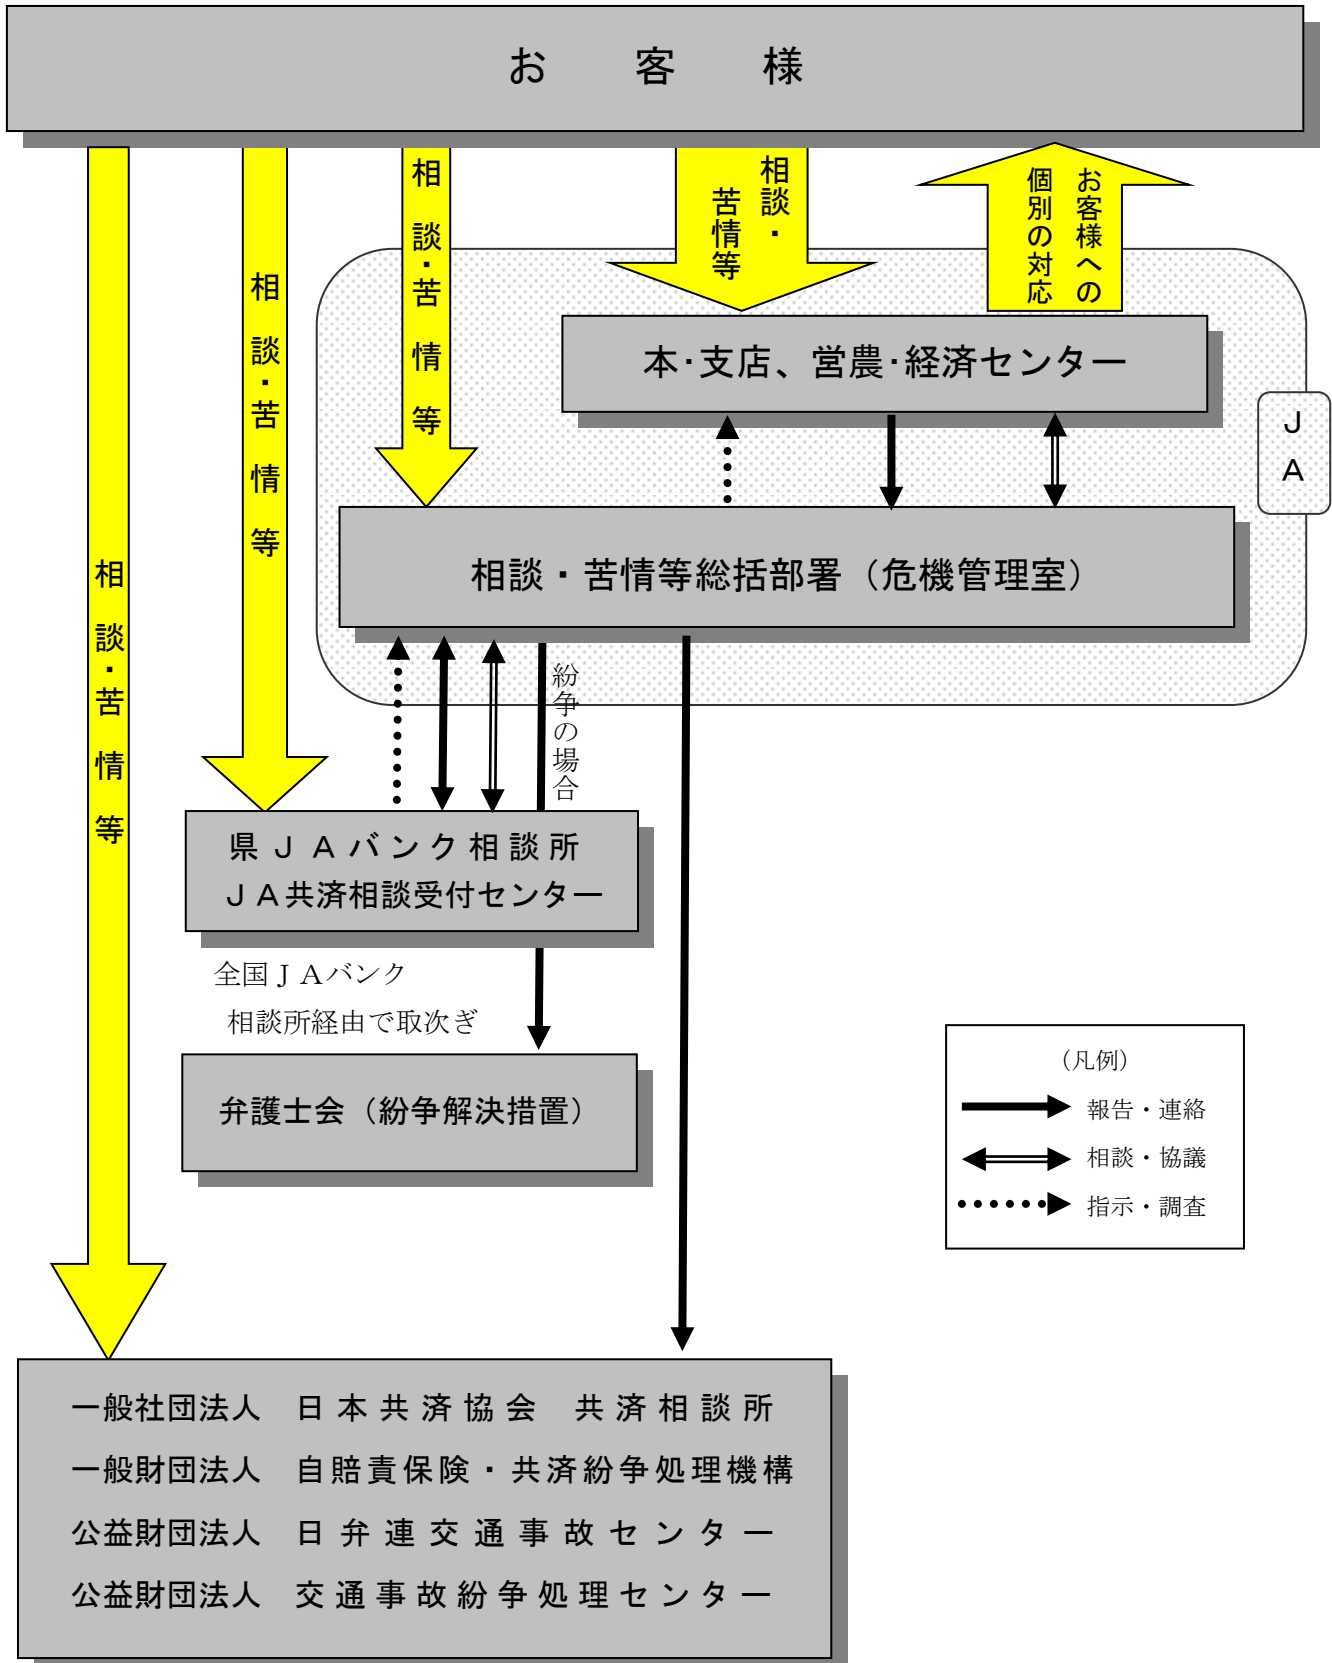 お客様
相談・苦情等
相談・苦情等
相談・苦情等
相談・
苦情等
お客様への
個別の対応
本・支店、営農・経済センター
ＪＡ
相談・苦情等総括部署（危機管理室）
紛争の場合
県ＪＡバンク相談所
ＪＡ共済相談受付センター
全国ＪＡバンク
相談所経由で取次ぎ
弁護士会（紛争解決措置）
（凡例）
報告・連絡
相談・協議
指示・調査
一般社団法人　日本共済協会　共済相談所
一般財団法人　自賠責保険・共済紛争処理機構
公益財団法人　日弁連交通事故センター
公益財団法人　交通事故紛争処理センター